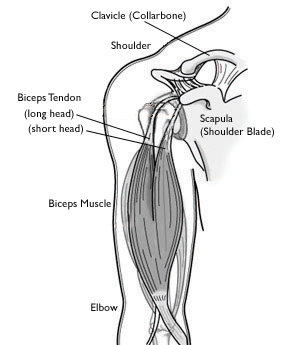 Clavicle (Collarbone)
Shoulder
Biceps Tendon
(long head)
(short head)
Scapula
(Shoulder Blade)
Biceps Muscle
Elbow